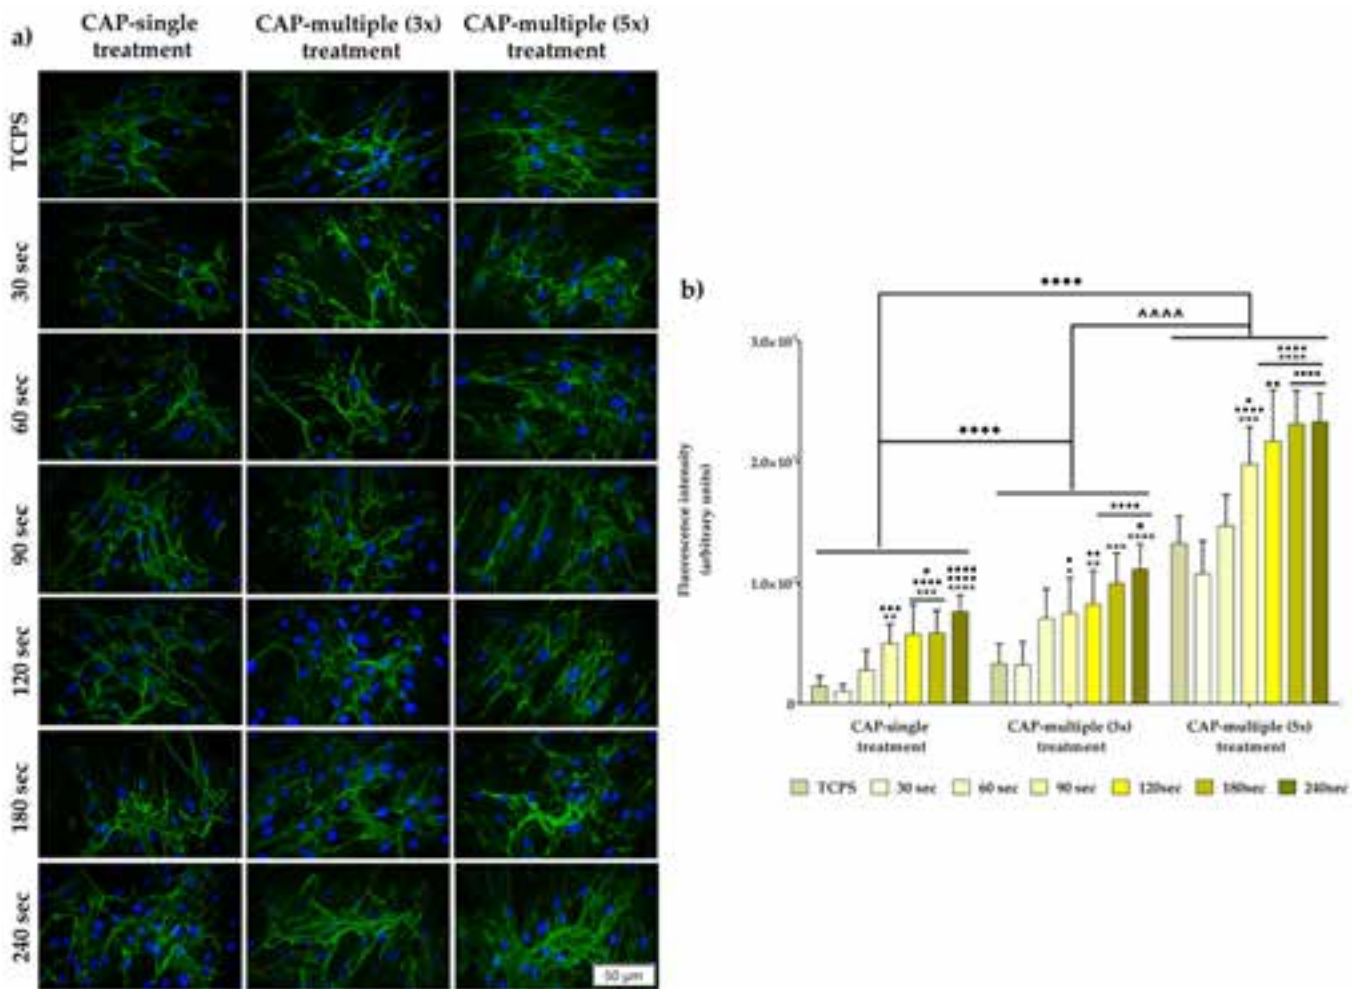 a)
CAP-single
treatment
CAP-multiple (3x)
treatment
CAP-multiple (5x)
treatment
TCPS
30 sec
60 sec
90 sec
120 sec
180 sec
240 sec
50 µm
b)
****
^^^^
****
Fluorescence intensity
(arbitrary units)
0
CAP-single
treatment
CAP-multiple (3x)
treatment
CAP-multiple (5x)
treatment
TCPS 30 sec 60 sec 90 sec 120sec 180sec 240sec